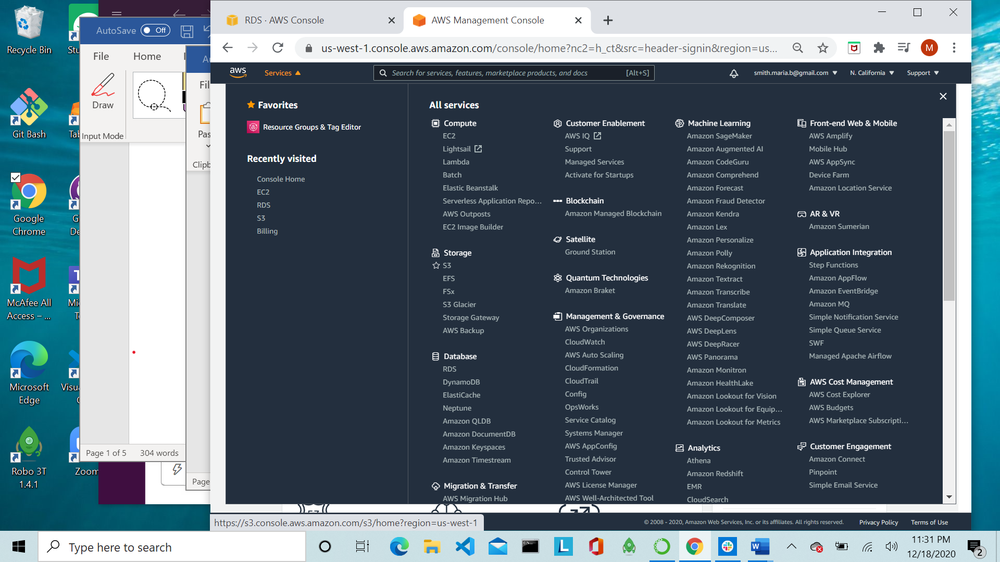 Recycle Bin
Git Bash
Google
Chrome
McAfee All
Access – ...
Microsoft
Edge
Robo 3T
1.4.1
Zoom
AutoSave Off
File Home
Draw
Input Mode
Page 1 of 5 304 words
Page
RDS · AWS Console
AWS Management Console
us-west-1.console.aws.amazon.com/console/home?nc2=h_ct&src=header-signin&region=us...
M
aws
Services
Search for services, features, marketplace products, and docs [Alt+S]
smith.maria.b@gmail.com
N. California
Support
Favorites
Resource Groups & Tag Editor
Recently visited
Console Home
EC2
RDS
S3
Billing
All services
Compute
EC2
Lightsail
Lambda
Batch
Elastic Beanstalk
Serverless Application Repo...
AWS Outposts
EC2 Image Builder
Storage
S3
EFS
FSx
S3 Glacier
Storage Gateway
AWS Backup
Database
RDS
DynamoDB
ElastiCache
Neptune
Amazon QLDB
Amazon DocumentDB
Amazon Keyspaces
Amazon Timestream
Migration & Transfer
AWS Migration Hub
Customer Enablement
AWS IQ
Support
Managed Services
Activate for Startups
Blockchain
Amazon Managed Blockchain
Satellite
Ground Station
Quantum Technologies
Amazon Braket
Management & Governance
AWS Organizations
CloudWatch
AWS Auto Scaling
CloudFormation
CloudTrail
Config
OpsWorks
Service Catalog
Systems Manager
AWS AppConfig
Trusted Advisor
Control Tower
AWS License Manager
AWS Well-Architected Tool
Machine Learning
Amazon SageMaker
Amazon Augmented AI
Amazon CodeGuru
Amazon Comprehend
Amazon Forecast
Amazon Fraud Detector
Amazon Kendra
Amazon Lex
Amazon Personalize
Amazon Polly
Amazon Rekognition
Amazon Textract
Amazon Transcribe
Amazon Translate
AWS DeepComposer
AWS DeepLens
AWS DeepRacer
AWS Panorama
Amazon Monitron
Amazon HealthLake
Amazon Lookout for Vision
Amazon Lookout for Equip...
Amazon Lookout for Metrics
Analytics
Athena
Amazon Redshift
EMR
CloudSearch
Front-end Web & Mobile
AWS Amplify
Mobile Hub
AWS AppSync
Device Farm
Amazon Location Service
AR & VR
Amazon Sumerian
Application Integration
Step Functions
Amazon AppFlow
Amazon EventBridge
Amazon MQ
Simple Notification Service
Simple Queue Service
SWF
Managed Apache Airflow
AWS Cost Management
AWS Cost Explorer
AWS Budgets
AWS Marketplace Subscripti...
Customer Engagement
Amazon Connect
Pinpoint
Simple Email Service
https://s3.console.aws.amazon.com/s3/home?region=us-west-1
© 2008 - 2020, Amazon Web Services, Inc. or its affiliates. All rights reserved. Privacy Policy Terms of Use
Type here to search
11:31 PM
12/18/2020
2